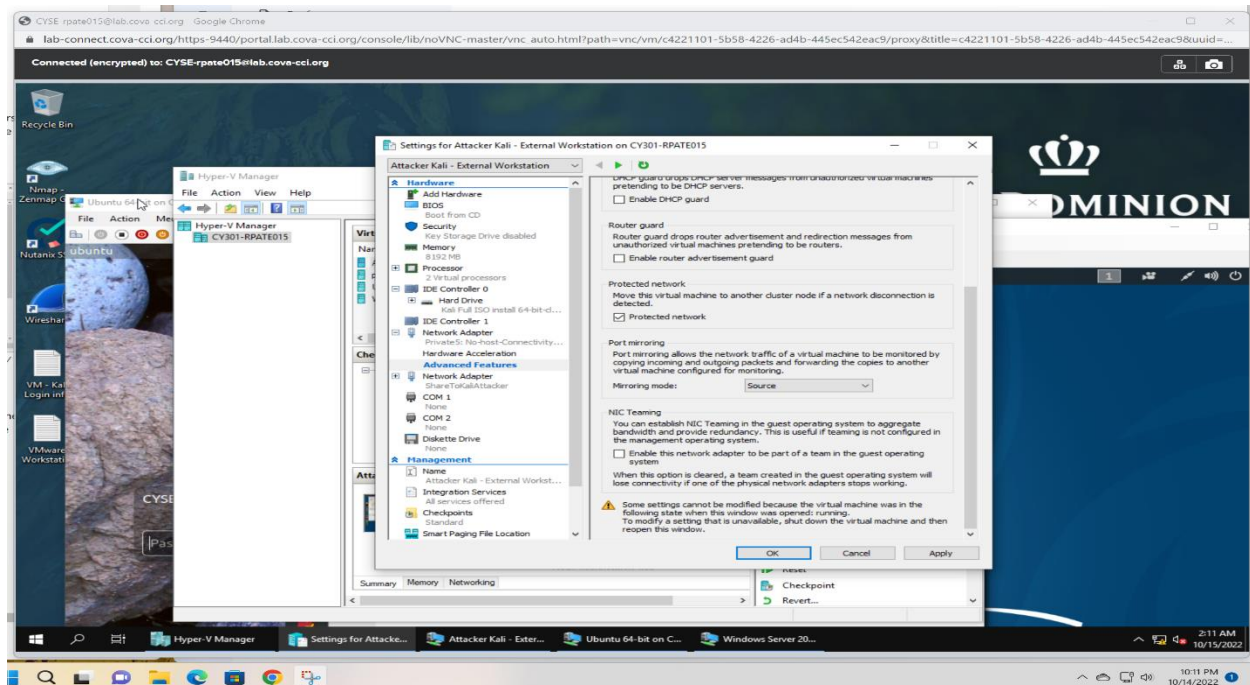 CYSE-rpate015@lab.cova-cci.org - Google Chrome
lab-connect.cova-cci.org/https-9440/portal.lab.cova-cci.org/console/lib/noVNC-master/vnc_auto.html?path=vnc/vm/c4221101-5b58-4226-ad4b-445ec542eac9/proxy&title=c4221101-5b58-4226-ad4b-445ec542eac9&uuid=...
Connected (encrypted) to: CYSE-rpate015@lab.cova-cci.org
Recycle Bin
Nmap -
Zenmap
Nutanix
Wireshar
VM - Ka
Login inf
VMware
Workstati
DOMINION
Ubuntu 64-bit on C
File Action Me
ubuntu
CYSE
Pas
Hyper-V Manager
File Action View Help
Hyper-V Manager
CY301-RPATE015
Virt
Nar
Che
Atta
Summary Memory Networking
Reset
Checkpoint
Revert...
Settings for Attacker Kali - External Workstation on CY301-RPATE015
Attacker Kali - External Workstation
Hardware
Add Hardware
BIOS
Boot from CD
Security
Key Storage Drive disabled
Memory
8192 MB
Processor
2 Virtual processors
IDE Controller 0
Hard Drive
Kali Full ISO install 64-bit-d...
IDE Controller 1
Network Adapter
Private5: No-host-Connectivity...
Hardware Acceleration
Advanced Features
Network Adapter
ShareToKaliAttacker
COM 1
None
COM 2
None
Diskette Drive
None
Management
Name
Attacker Kali - External Workst...
Integration Services
All services offered
Checkpoints
Standard
Smart Paging File Location
DHCP guard drops DHCP server messages from unauthorized virtual machines
pretending to be DHCP servers.
Enable DHCP guard
Router guard
Router guard drops router advertisement and redirection messages from
unauthorized virtual machines pretending to be routers.
Enable router advertisement guard
Protected network
Move this virtual machine to another cluster node if a network disconnection is
detected.
Protected network
Port mirroring
Port mirroring allows the network traffic of a virtual machine to be monitored by
copying incoming and outgoing packets and forwarding the copies to another
virtual machine configured for monitoring.
Mirroring mode: Source
NIC Teaming
You can establish NIC Teaming in the guest operating system to aggregate
bandwidth and provide redundancy. This is useful if teaming is not configured in
the management operating system.
Enable this network adapter to be part of a team in the guest operating
system
When this option is cleared, a team created in the guest operating system will
lose connectivity if one of the physical network adapters stops working.
Some settings cannot be modified because the virtual machine was in the
following state when this window was opened: running.
To modify a setting that is unavailable, shut down the virtual machine and then
reopen this window.
OK Cancel Apply
1
Hyper-V Manager
Settings for Attacke...
Attacker Kali - Exter...
Ubuntu 64-bit on C...
Windows Server 20...
2:11 AM
10/15/2022
10:11 PM
10/14/2022
1